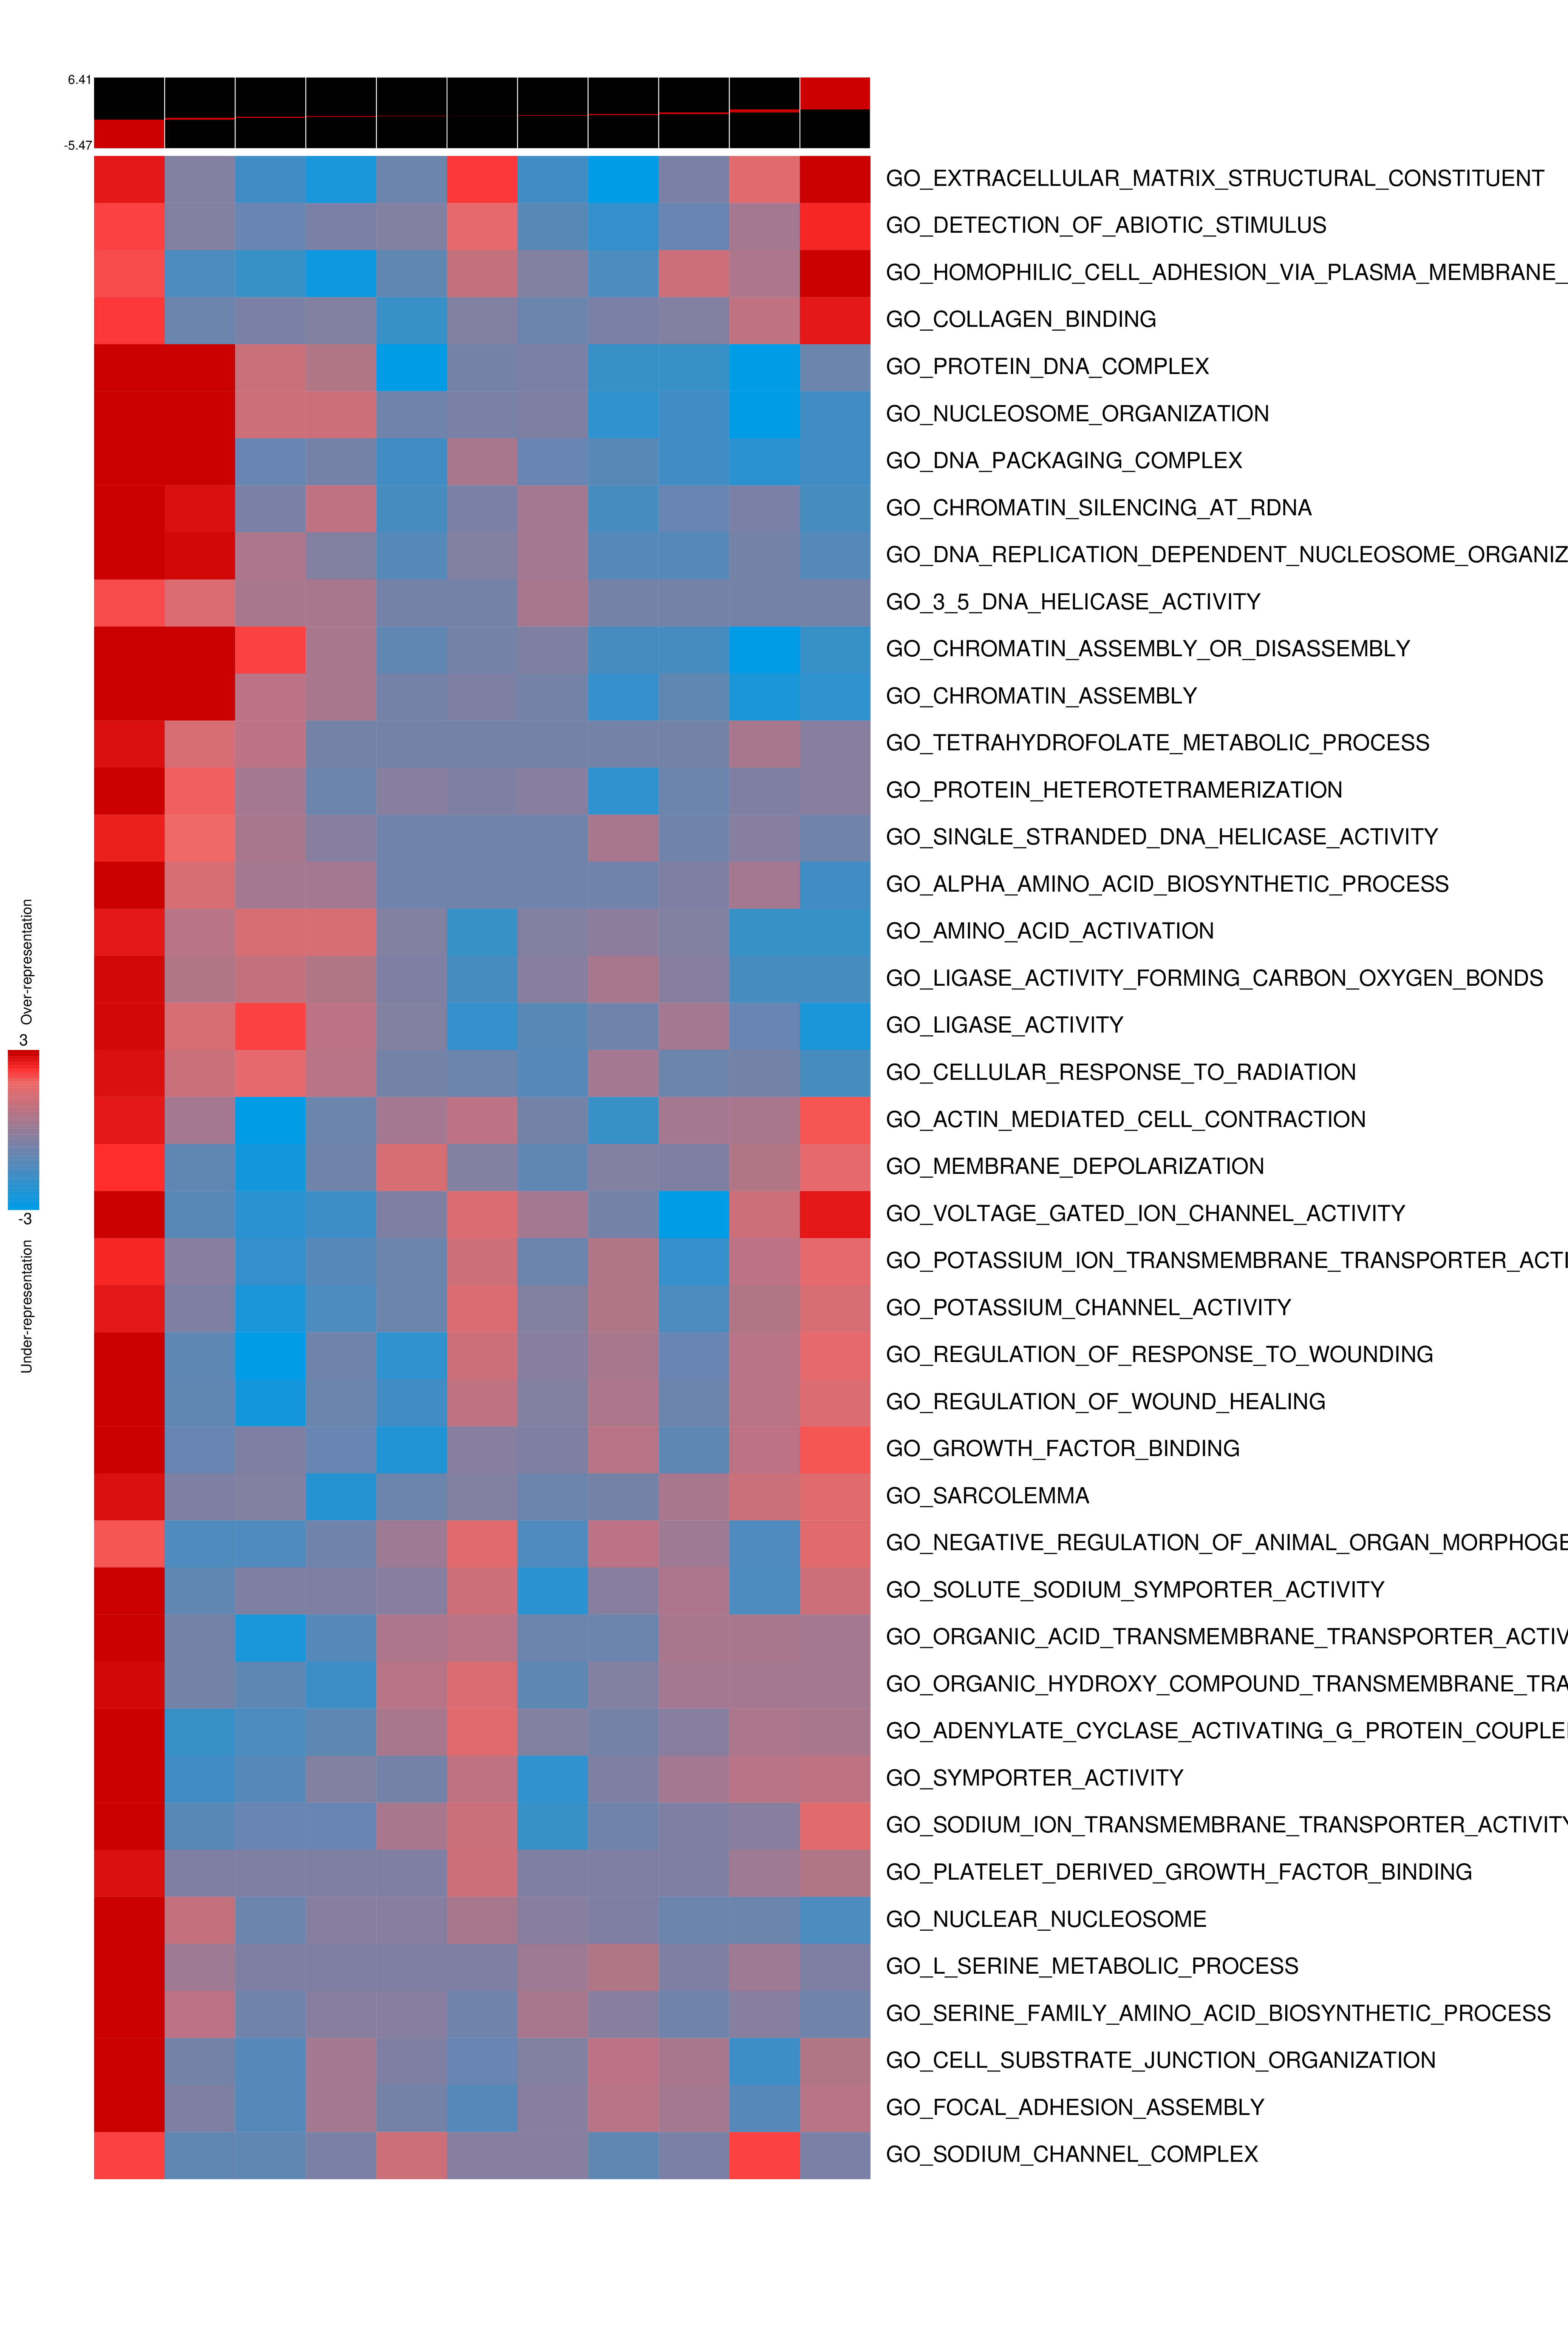 6.41
-5.47
GO_EXTRACELLULAR_MATRIX_STRUCTURAL_CONSTITUENT
GO_DETECTION_OF_ABIOTIC_STIMULUS
GO_HOMOPHILIC_CELL_ADHESION_VIA_PLASMA_MEMBRANE_
GO_COLLAGEN_BINDING
GO_PROTEIN_DNA_COMPLEX
GO_NUCLEOSOME_ORGANIZATION
GO_DNA_PACKAGING_COMPLEX
GO_CHROMATIN_SILENCING_AT_RDNA
GO_DNA_REPLICATION_DEPENDENT_NUCLEOSOME_ORGANIZ
GO_3_5_DNA_HELICASE_ACTIVITY
GO_CHROMATIN_ASSEMBLY_OR_DISASSEMBLY
GO_CHROMATIN_ASSEMBLY
GO_TETRAHYDROFOLATE_METABOLIC_PROCESS
GO_PROTEIN_HETEROTETRAMERIZATION
GO_SINGLE_STRANDED_DNA_HELICASE_ACTIVITY
GO_ALPHA_AMINO_ACID_BIOSYNTHETIC_PROCESS
GO_AMINO_ACID_ACTIVATION
GO_LIGASE_ACTIVITY_FORMING_CARBON_OXYGEN_BONDS
GO_LIGASE_ACTIVITY
GO_CELLULAR_RESPONSE_TO_RADIATION
GO_ACTIN_MEDIATED_CELL_CONTRACTION
GO_MEMBRANE_DEPOLARIZATION
GO_VOLTAGE_GATED_ION_CHANNEL_ACTIVITY
GO_POTASSIUM_ION_TRANSMEMBRANE_TRANSPORTER_ACTI
GO_POTASSIUM_CHANNEL_ACTIVITY
GO_REGULATION_OF_RESPONSE_TO_WOUNDING
GO_REGULATION_OF_WOUND_HEALING
GO_GROWTH_FACTOR_BINDING
GO_SARCOLEMMA
GO_NEGATIVE_REGULATION_OF_ANIMAL_ORGAN_MORPHOGE
GO_SOLUTE_SODIUM_SYMPORTER_ACTIVITY
GO_ORGANIC_ACID_TRANSMEMBRANE_TRANSPORTER_ACTIV
GO_ORGANIC_HYDROXY_COMPOUND_TRANSMEMBRANE_TRA
GO_ADENYLATE_CYCLASE_ACTIVATING_G_PROTEIN_COUPLE
GO_SYMPORTER_ACTIVITY
GO_SODIUM_ION_TRANSMEMBRANE_TRANSPORTER_ACTIVITY
GO_PLATELET_DERIVED_GROWTH_FACTOR_BINDING
GO_NUCLEAR_NUCLEOSOME
GO_L_SERINE_METABOLIC_PROCESS
GO_SERINE_FAMILY_AMINO_ACID_BIOSYNTHETIC_PROCESS
GO_CELL_SUBSTRATE_JUNCTION_ORGANIZATION
GO_FOCAL_ADHESION_ASSEMBLY
GO_SODIUM_CHANNEL_COMPLEX
Over-representation
3
-3
Under-representation